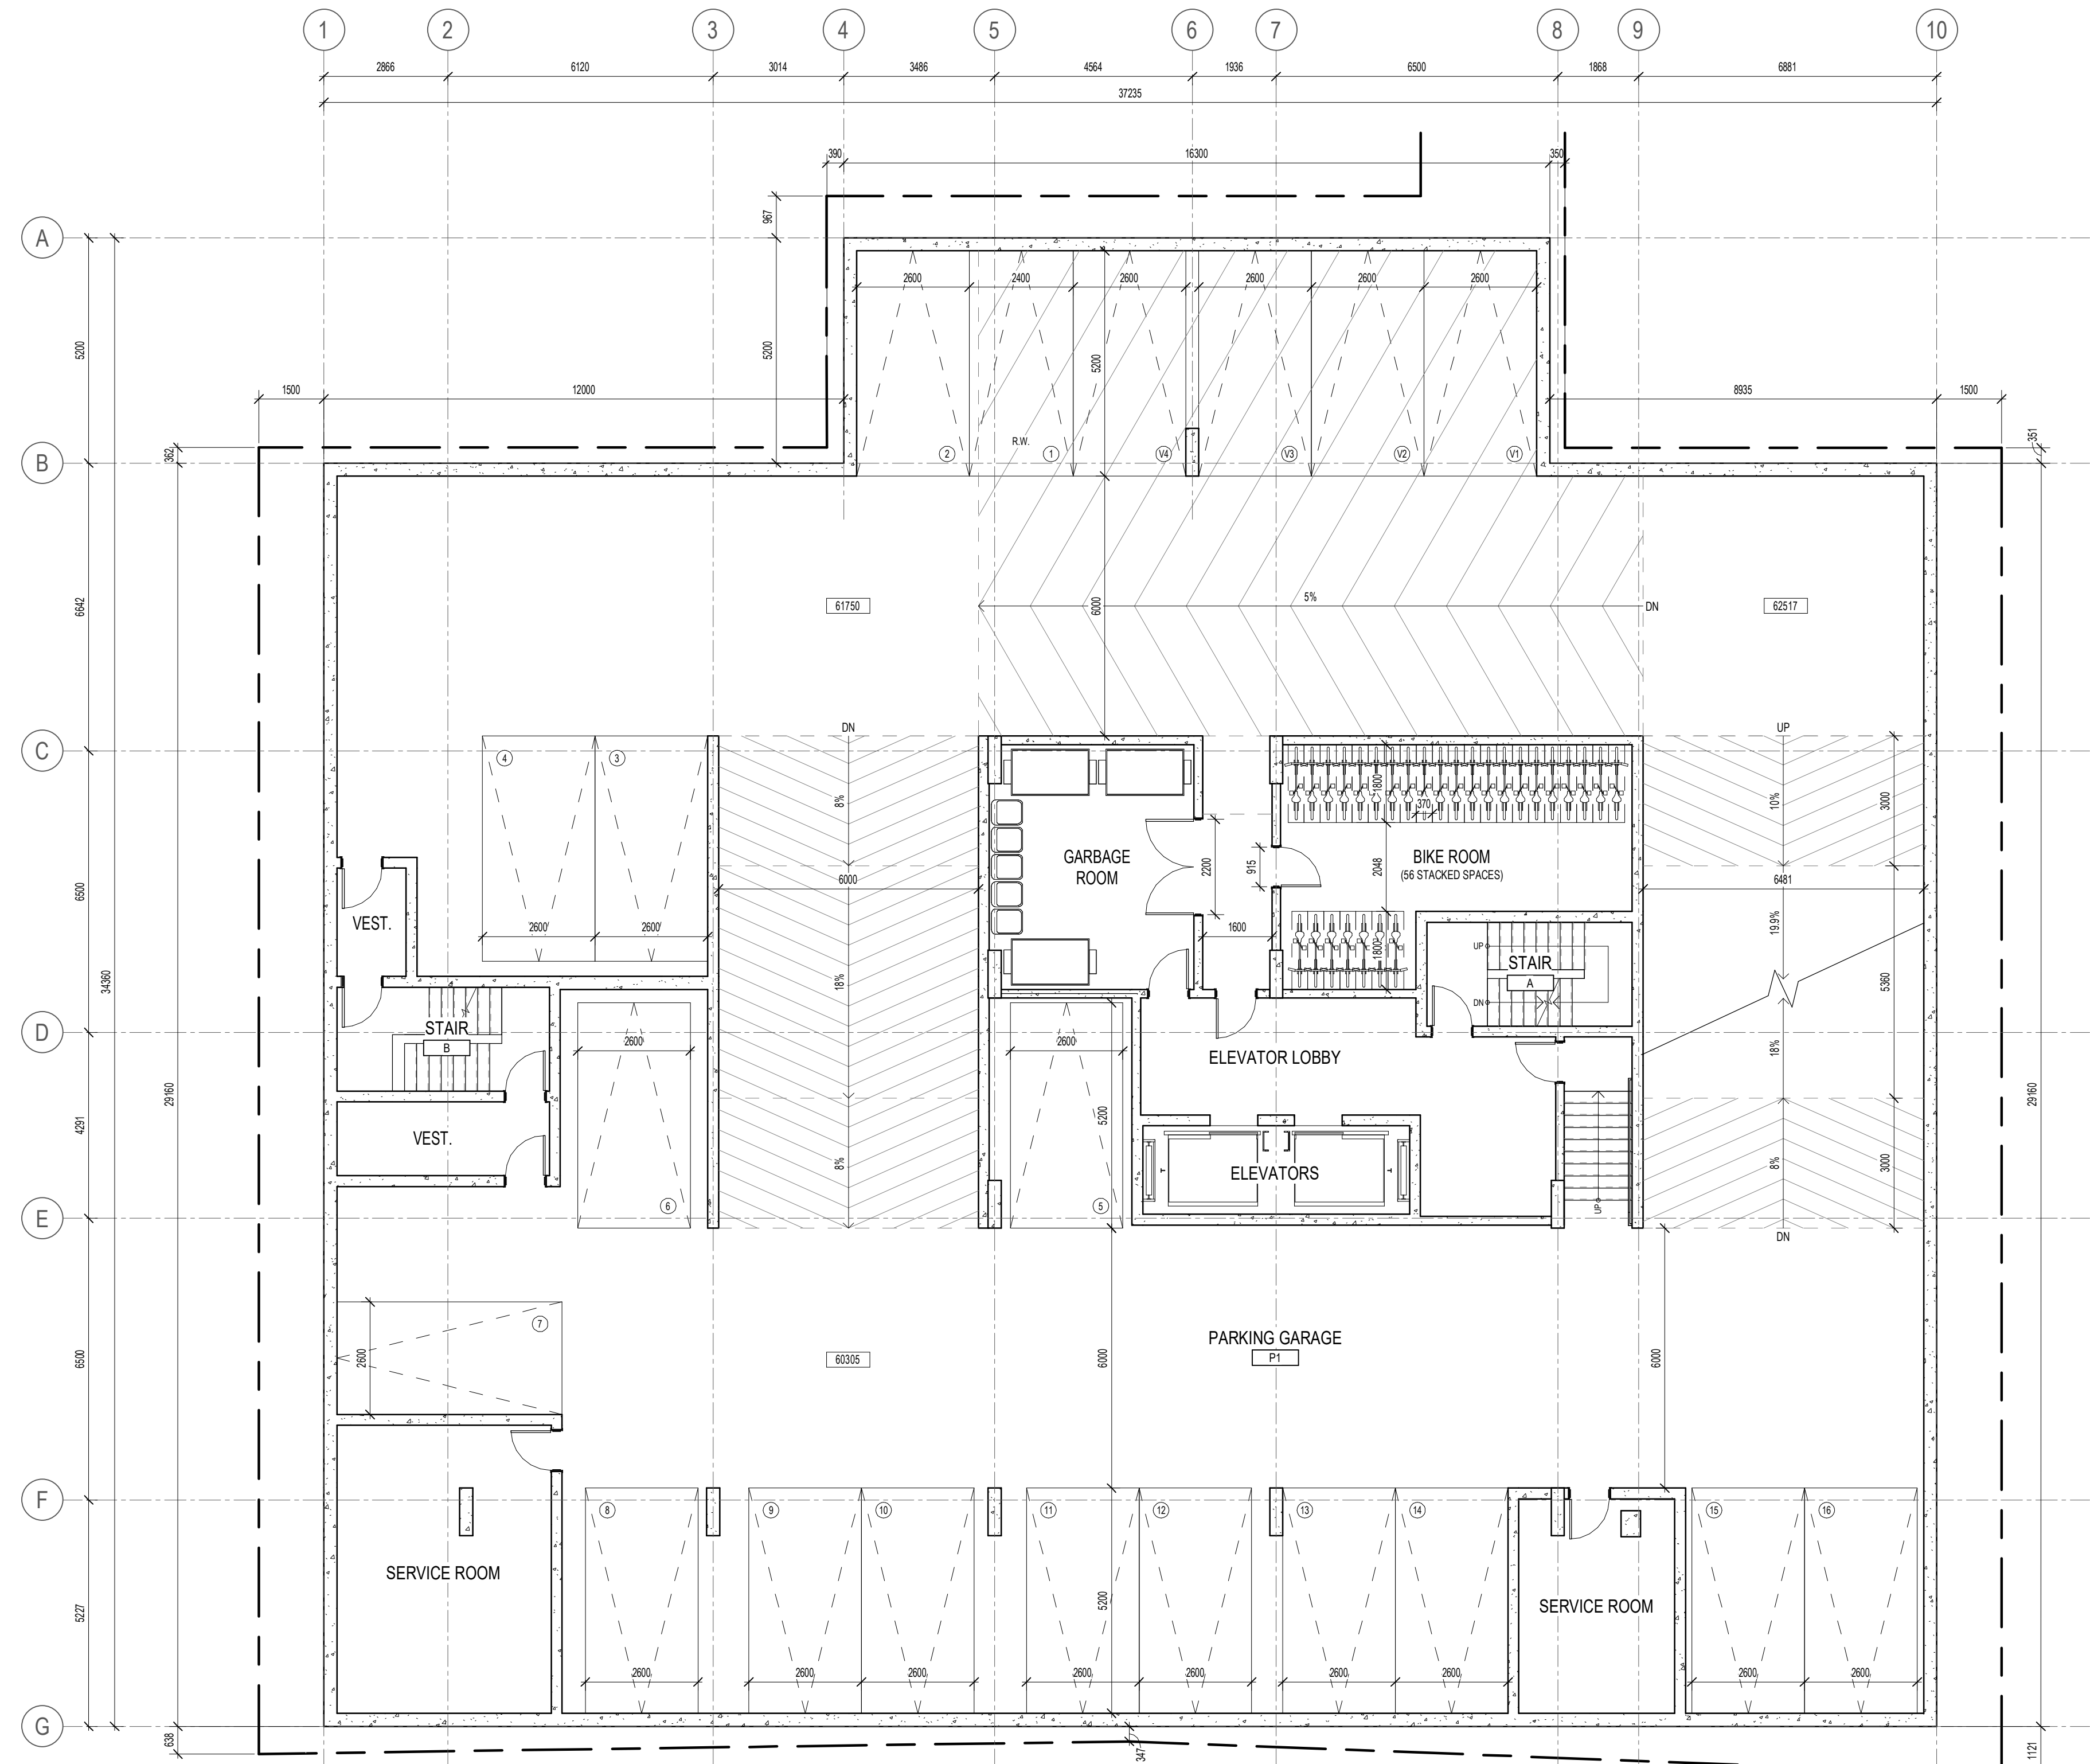 1 2 3 4 5 6 7 8 9 10
2866 6120 3014 3486 4564 1936 6500 1868 6881
37235
390 16300 350
967
A
2600 2400 2600 2600 2600 2600
5200 5200 5200
1500 12000 8935 1500
362 351
R.W.
2 1 V4 V3 V2 V1
B
6642
61750 6000 5% DN 62517
DN UP
C
4 3
8% 1800 370 10% 3000
GARBAGE
ROOM
2200 915
BIKE ROOM
(56 STACKED SPACES)
2048
6000 6481
6500
VEST.
2600 2600 1600 19.9%
1800
UP
STAIR
A
DN
34360 18% 5360
STAIR
B
D
2600 2600
ELEVATOR LOBBY
18%
29160 29160
4291
VEST.
5200
8% 8% 3000
ELEVATORS
6 5 UP
E
DN
7
2600
6500
PARKING GARAGE
P1
60305 6000 6000
F
8 9 10 11 12 13 14 15 16
SERVICE ROOM
5200
SERVICE ROOM
5227
2600 2600 2600 2600 2600 2600 2600 2600 2600
G
638 347 1121